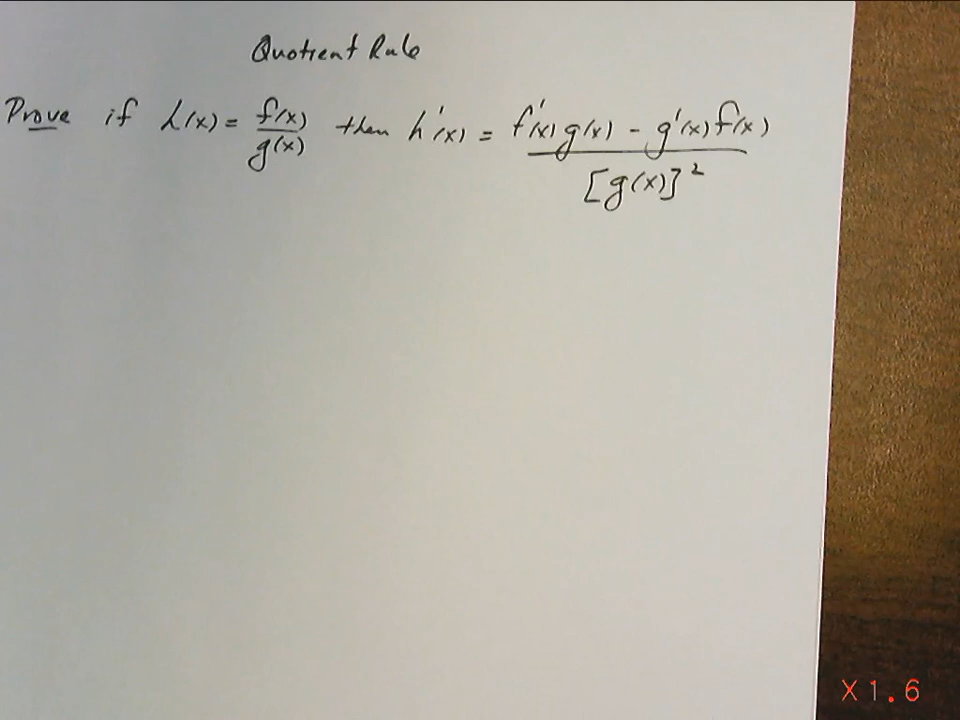 Quotient Rule
Prove if h(x) = f(x)/g(x) then h'(x) = f'(x)g(x) - g'(x)f(x)/[g(x)]²
X1.6